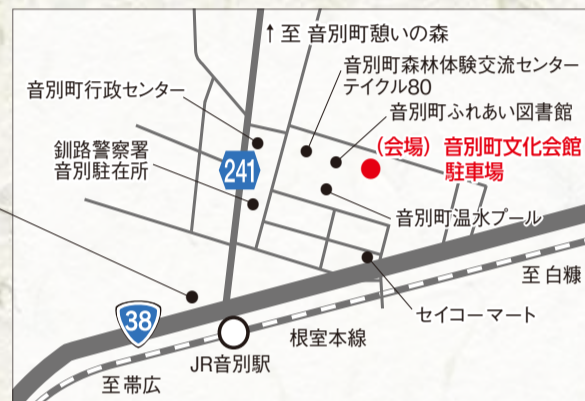 ↑至 音別町憩いの森
音別町森林体験交流センター
テイクル80
音別町行政センター
音別町ふれあい図書館
(会場) 音別町文化会館
駐車場
釧路警察署
音別駐在所
241
音別町温水プール
至 白糠
セイコーマート
38
根室本線
JR音別駅
至 帯広